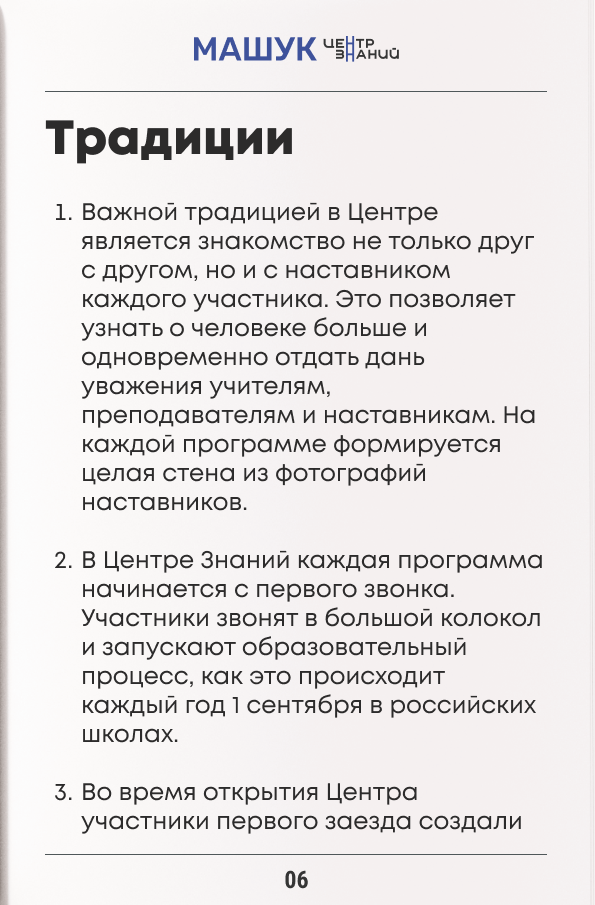 МАШУК ЦЕНТР
ЗНАНИЙ
Традиции
1. Важной традицией в Центре
является знакомство не только друг
с другом, но и с наставником
каждого участника. Это позволяет
узнать о человеке больше и
одновременно отдать дань
уважения учителям,
преподавателям и наставникам. На
каждой программе формируется
целая стена из фотографий
наставников.
2. В Центре Знаний каждая программа
начинается с первого звонка.
Участники звонят в большой колокол
и запускают образовательный
процесс, как это происходит
каждый год 1 сентября в российских
школах.
3. Во время открытия Центра
участники первого заезда создали
06